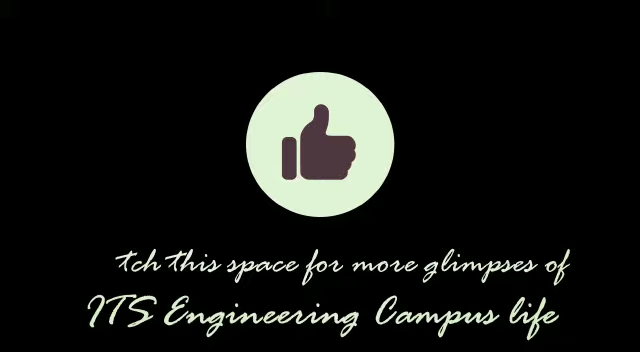 tch this space for more glimpses of
ITS Engineering Campus life